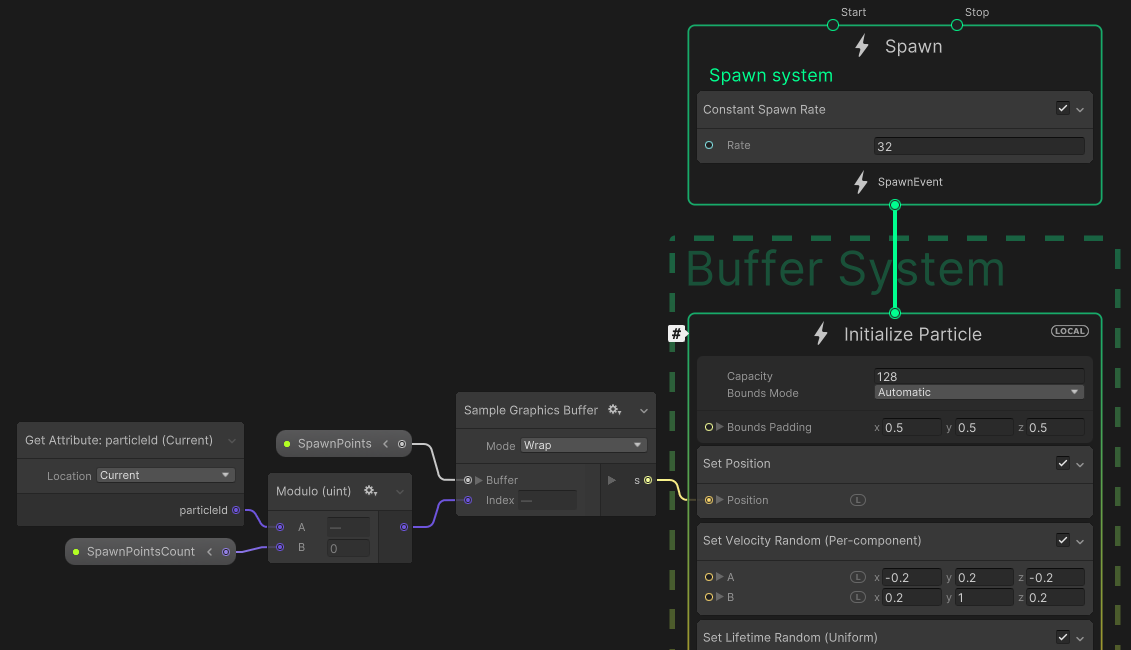 Start
Stop
Spawn
Spawn system
Constant Spawn Rate
Rate 32
SpawnEvent
Buffer System
#
Initialize Particle LOCAL
Capacity 128
Bounds Mode Automatic
Bounds Padding x 0.5 y 0.5 z 0.5
Set Position
Position L
Set Velocity Random (Per-component)
A L x -0.2 y 0.2 z -0.2
B L x 0.2 y 1 z 0.2
Set Lifetime Random (Uniform)
Get Attribute: particleId (Current)
Location Current
particleId
SpawnPointsCount <
SpawnPoints <
Modulo (uint)
A —
B 0
Sample Graphics Buffer
Mode Wrap
Buffer s
Index —